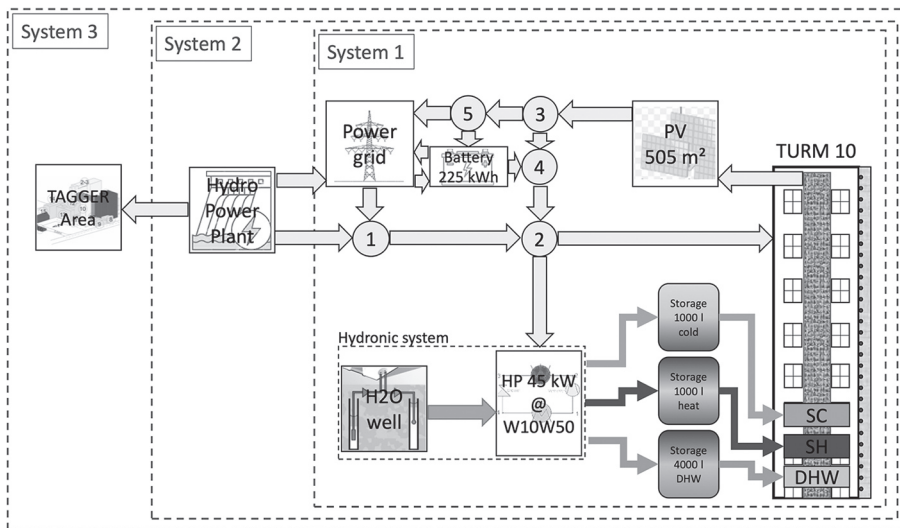 System 3
System 2
System 1
Power
grid
5
3
PV
505 m²
Battery
225 kWh
4
TURM 10
TAGGER
Area
Hydro
Power
Plant
1
2
Hydronic system
H2O
well
HP 45 kW
@
W10W50
Storage
1000 l
cold
Storage
1000 l
heat
Storage
4000 l
DHW
SC
SH
DHW